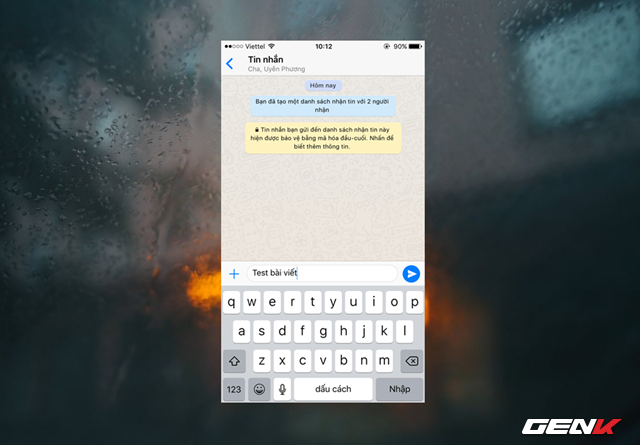 Viettel 10:12 90%
Tin nhắn
Cha, Uyên Phương
Hôm nay
Bạn đã tạo một danh sách nhận tin với 2 người
nhận
Tin nhắn bạn gửi đến danh sách nhận tin này
hiện được bảo vệ bằng mã hóa đầu-cuối. Nhấn để
biết thêm thông tin.
Test bài viết
q w e r t y u i o p
a s d f g h j k l
z x c v b n m
123 dấu cách Nhập
GENK